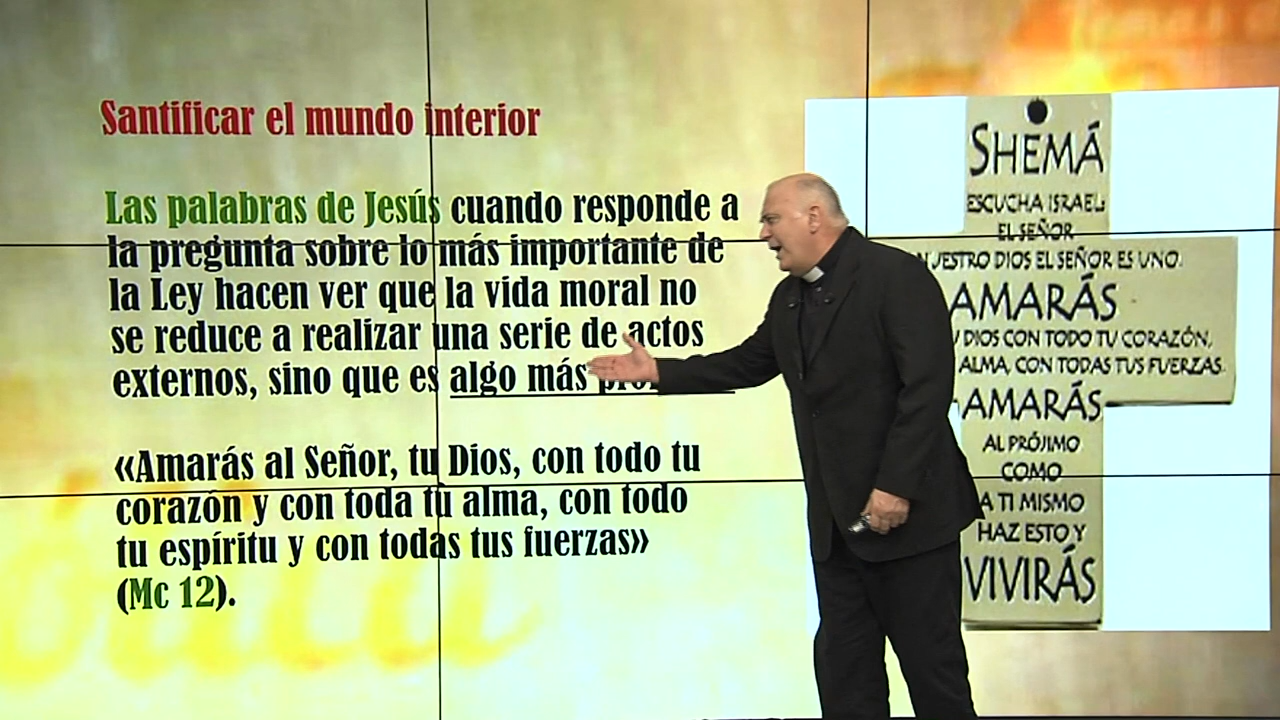 Santificar el mundo interior
Las palabras de Jesús cuando responde a
la pregunta sobre lo más importante de
la Ley hacen ver que la vida moral no
se reduce a realizar una serie de actos
externos, sino que es algo más
«Amarás al Señor, tu Dios, con todo tu
corazón y con toda tu alma, con todo
tu espíritu y con todas tus fuerzas»
(Mc 12).
SHEMÁ
ESCUCHA ISRAEL:
EL SEÑOR
NUESTRO DIOS EL SEÑOR ES UNO.
AMARÁS
DIOS CON TODO TU CORAZÓN,
ALMA, CON TODAS TUS FUERZAS.
AMARÁS
AL PRÓJIMO
COMO
A TI MISMO
HAZ ESTO Y
VIVIRÁS